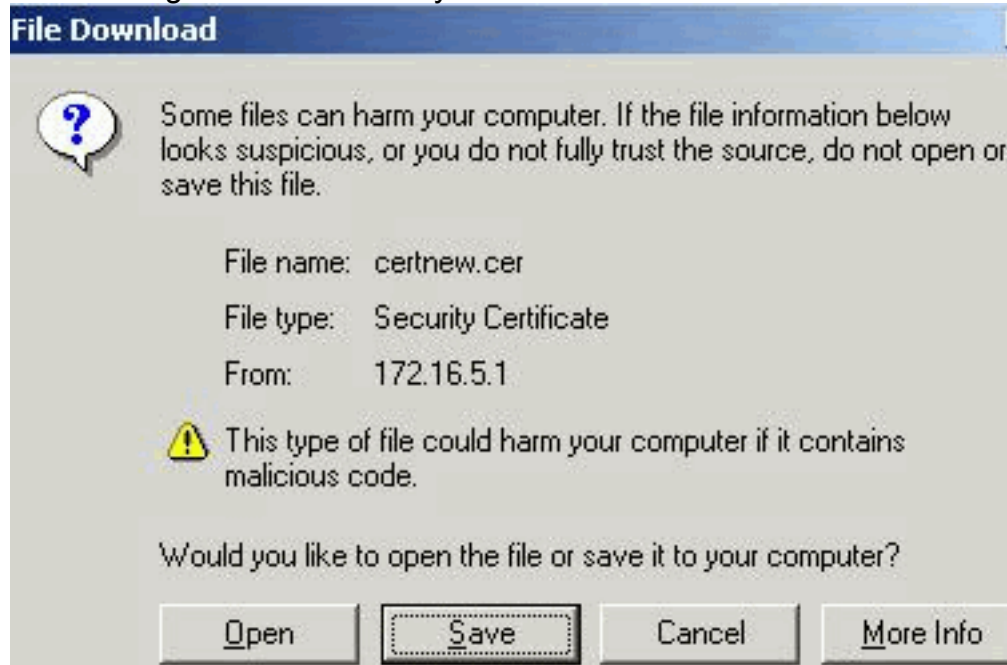 File Download
Some files can harm your computer. If the file information below
looks suspicious, or you do not fully trust the source, do not open or
save this file.
File name: certnew.cer
File type: Security Certificate
From: 172.16.5.1
This type of file could harm your computer if it contains
malicious code.
Would you like to open the file or save it to your computer?
Open Save Cancel More Info